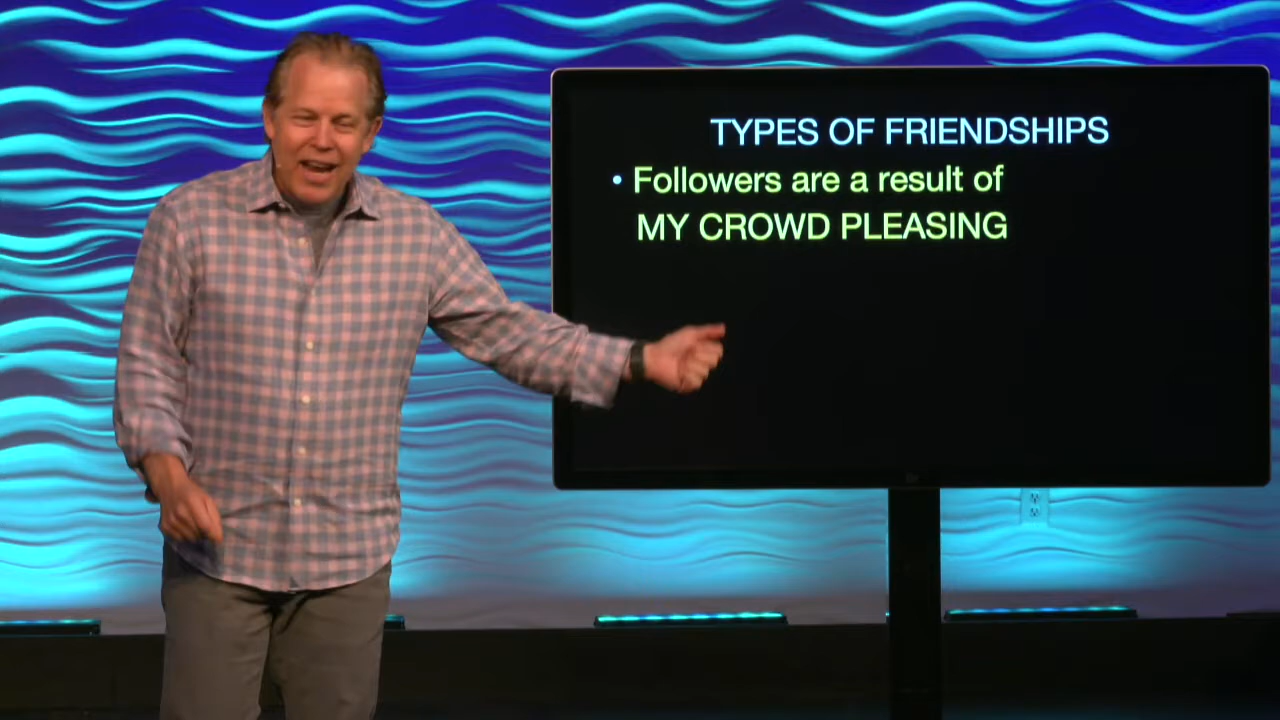 TYPES OF FRIENDSHIPS
• Followers are a result of
MY CROWD PLEASING